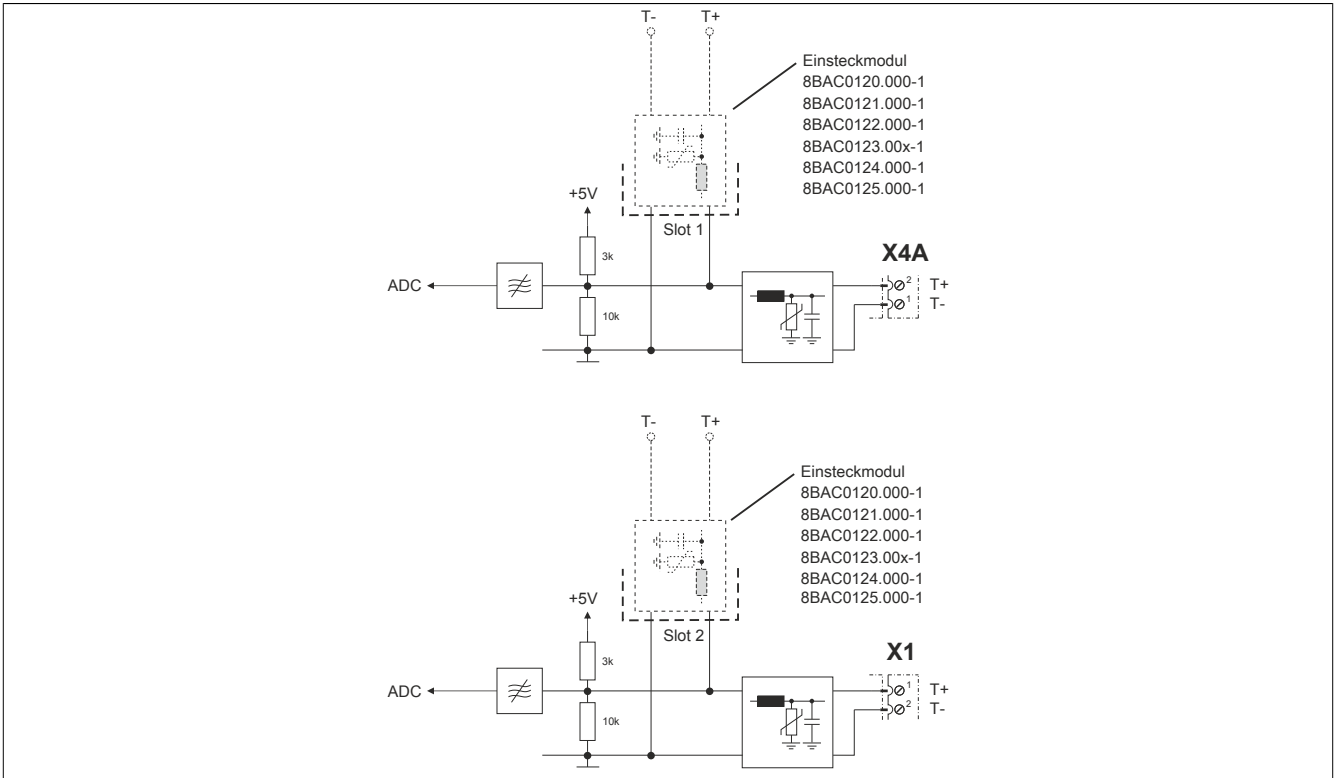 T- T+
Einsteckmodul
8BAC0120.000-1
8BAC0121.000-1
8BAC0122.000-1
8BAC0123.00x-1
8BAC0124.000-1
8BAC0125.000-1
+5V
Slot 1
3k
X4A
ADC
2 T+
1 T-
10k
T- T+
Einsteckmodul
8BAC0120.000-1
8BAC0121.000-1
8BAC0122.000-1
8BAC0123.00x-1
8BAC0124.000-1
8BAC0125.000-1
+5V
Slot 2
3k
X1
ADC
1 T+
2 T-
10k